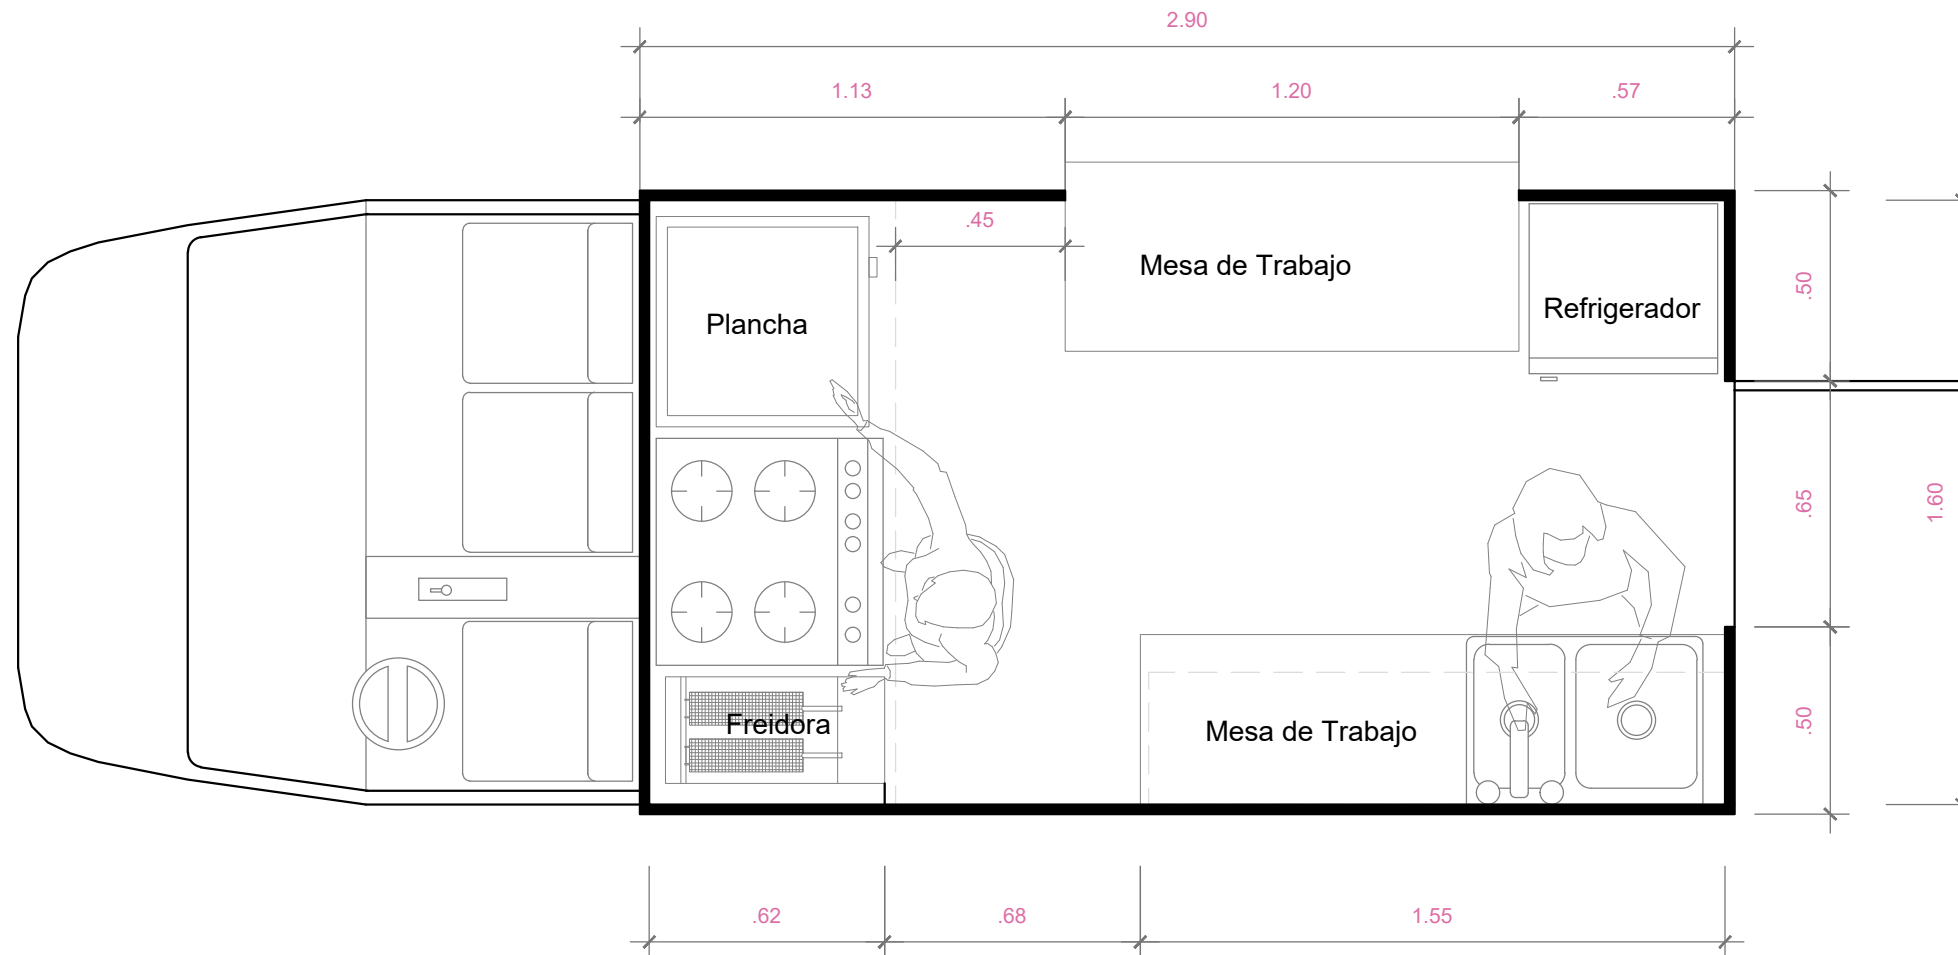 2.90
1.13
1.20
.57
.45
Mesa de Trabajo
Plancha
Refrigerador
.50
.65
1.60
Freidora
Mesa de Trabajo
.50
.62
.68
1.55